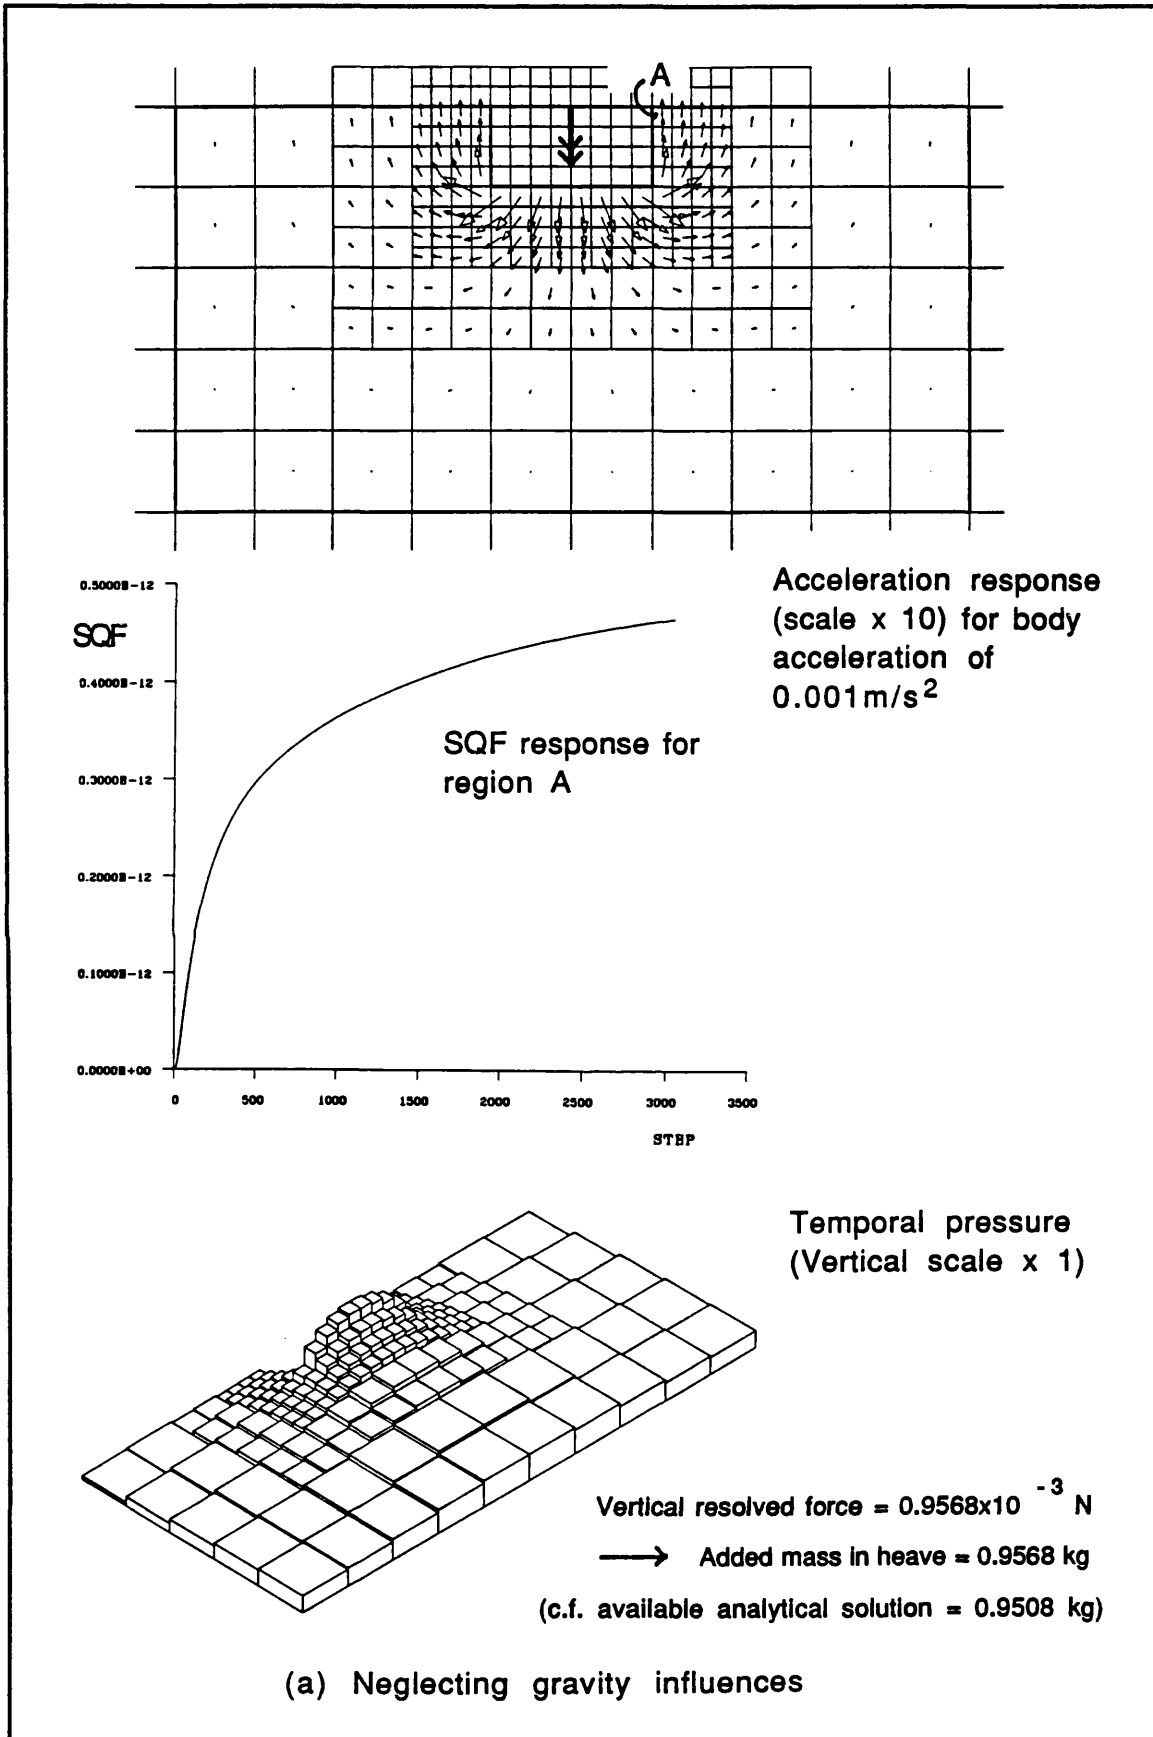 A
0.5000E-12
SQF
0.4000E-12
0.3000E-12
0.2000E-12
0.1000E-12
0.0000E+00
0 500 1000 1500 2000 2500 3000 3500
STEP
SQF response for
region A
Acceleration response
(scale x 10) for body
acceleration of
0.001m/s²
Temporal pressure
(Vertical scale x 1)
Vertical resolved force = 0.9568x10⁻³ N
Added mass in heave = 0.9568 kg
(c.f. available analytical solution = 0.9508 kg)
(a) Neglecting gravity influences